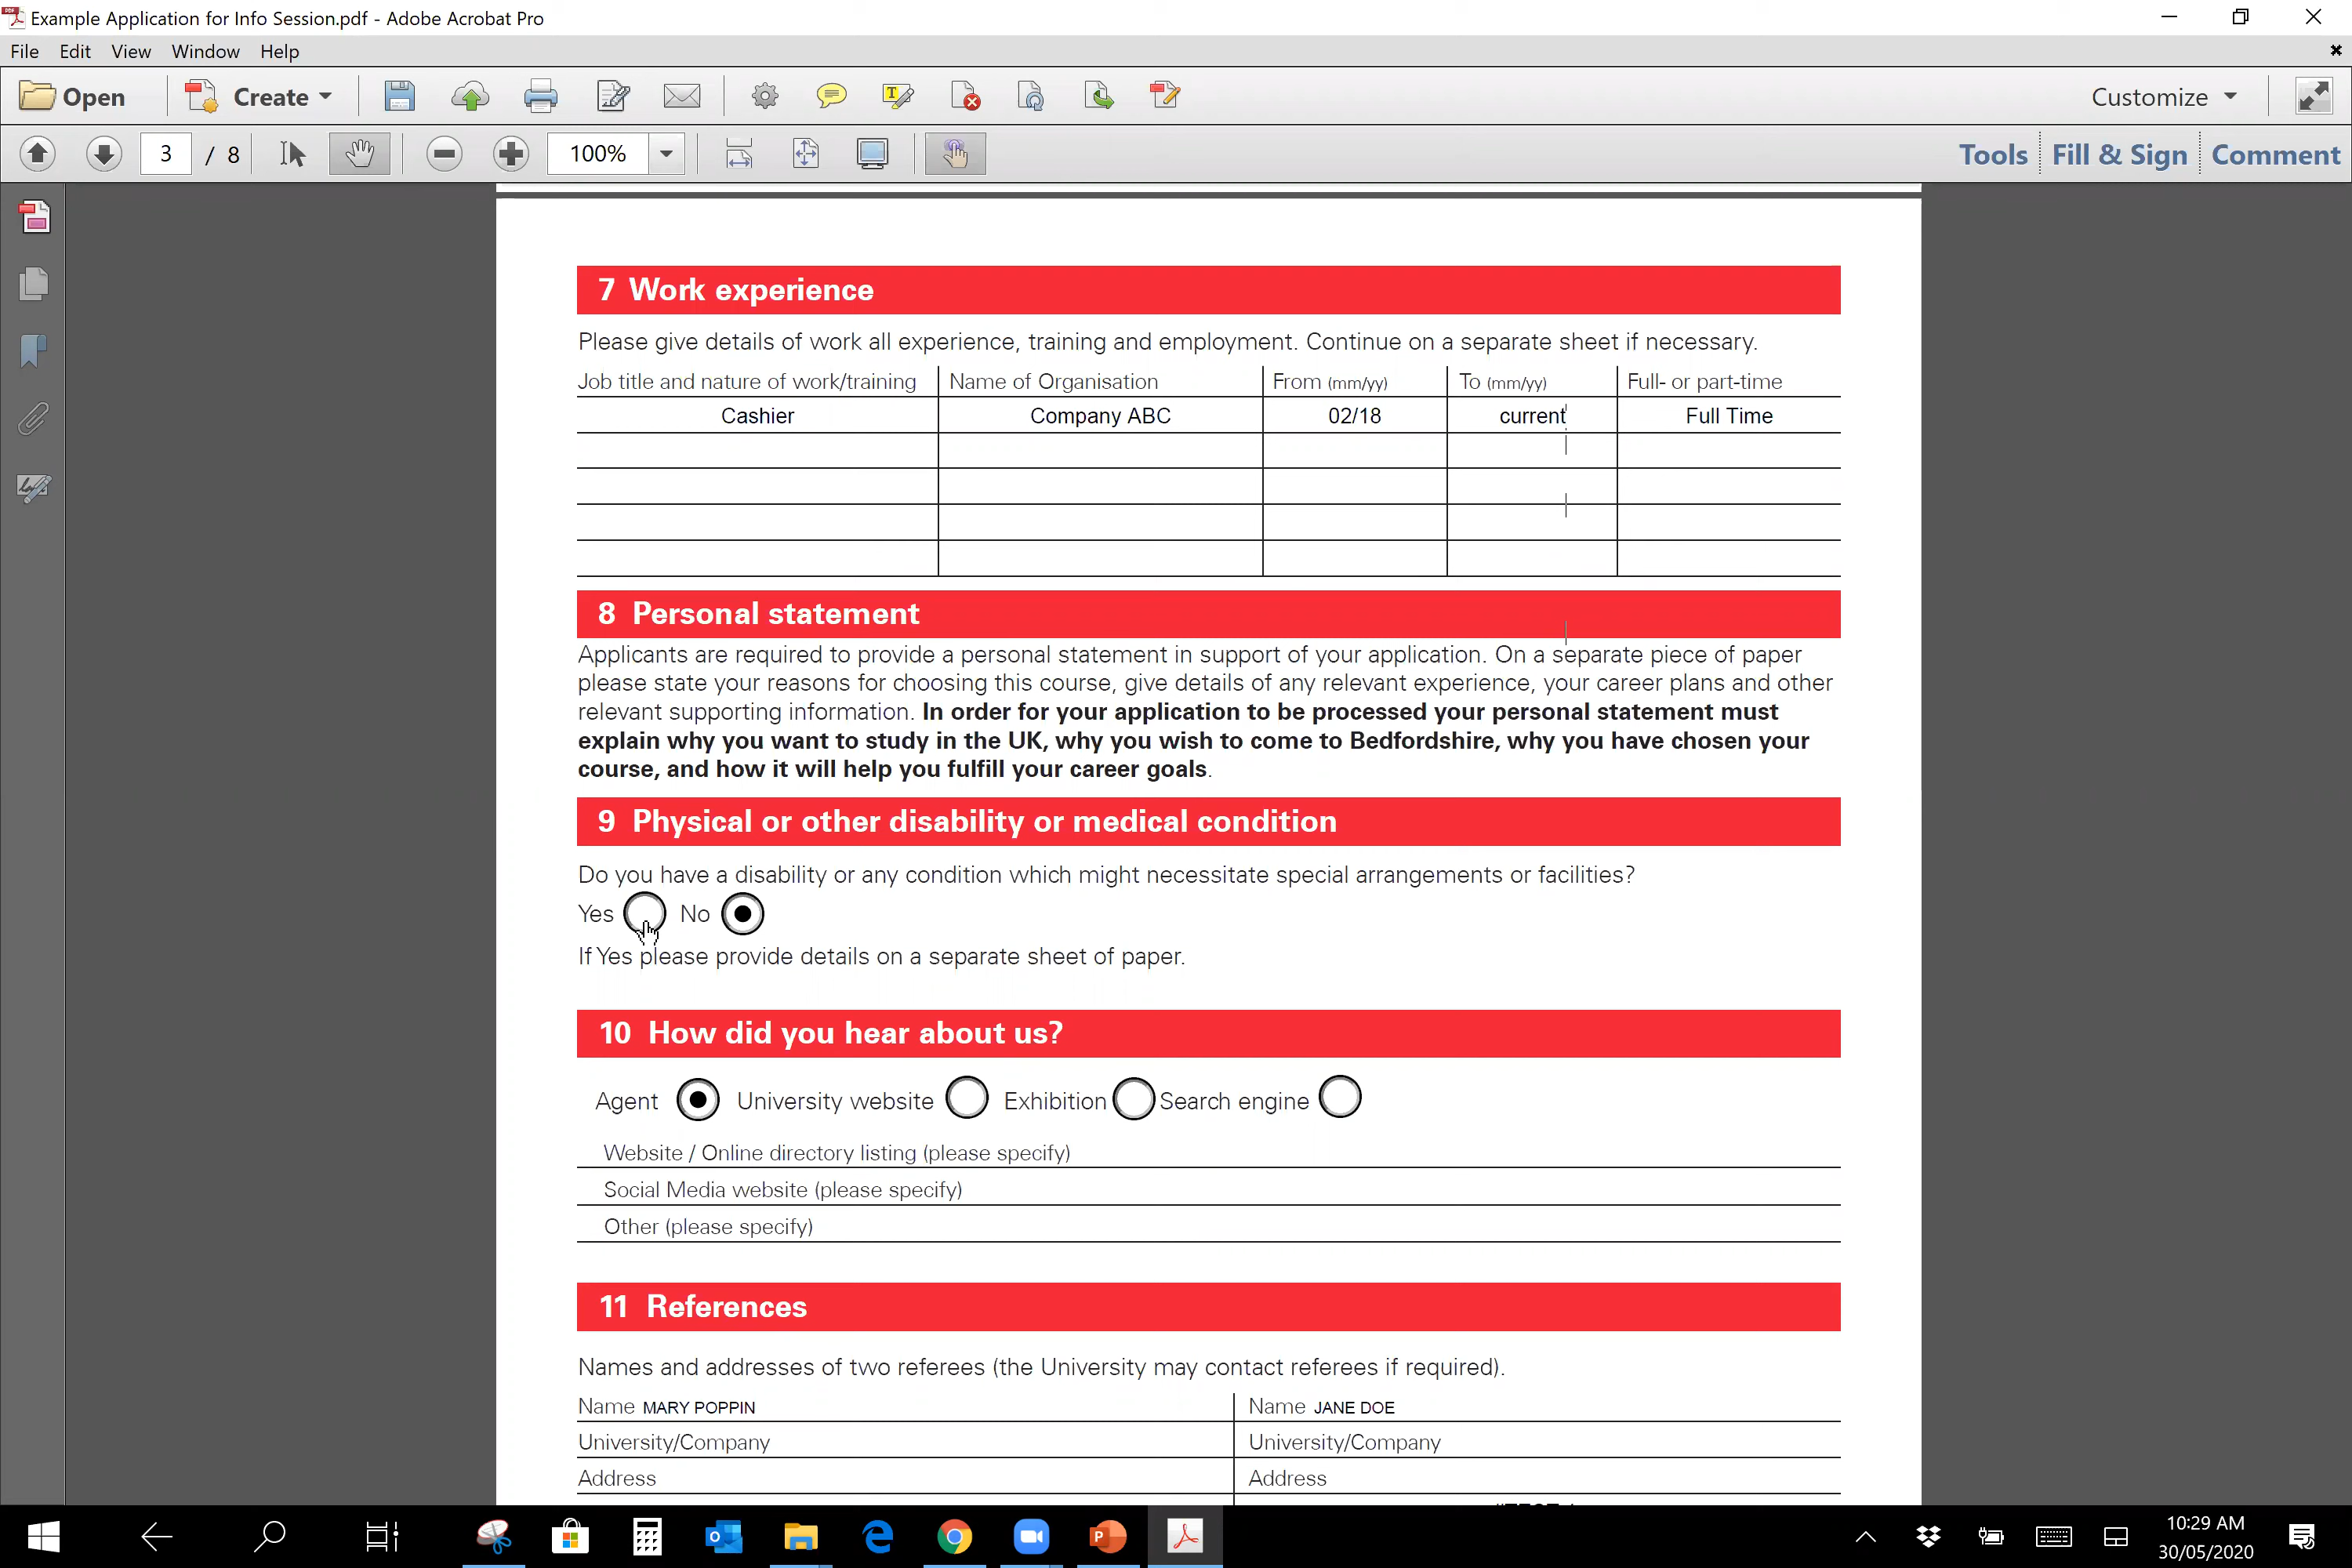 Example Application for Info Session.pdf - Adobe Acrobat Pro
File Edit View Window Help
Open Create Customize
3 / 8 100% Tools Fill & Sign Comment
7 Work experience
Please give details of work all experience, training and employment. Continue on a separate sheet if necessary.
Job title and nature of work/training Name of Organisation From (mm/yy) To (mm/yy) Full- or part-time
Cashier Company ABC 02/18 current Full Time
8 Personal statement
Applicants are required to provide a personal statement in support of your application. On a separate piece of paper
please state your reasons for choosing this course, give details of any relevant experience, your career plans and other
relevant supporting information. In order for your application to be processed your personal statement must
explain why you want to study in the UK, why you wish to come to Bedfordshire, why you have chosen your
course, and how it will help you fulfill your career goals.
9 Physical or other disability or medical condition
Do you have a disability or any condition which might necessitate special arrangements or facilities?
Yes No
If Yes please provide details on a separate sheet of paper.
10 How did you hear about us?
Agent University website Exhibition Search engine
Website / Online directory listing (please specify)
Social Media website (please specify)
Other (please specify)
11 References
Names and addresses of two referees (the University may contact referees if required).
Name MARY POPPIN Name JANE DOE
University/Company University/Company
Address Address
10:29 AM
30/05/2020